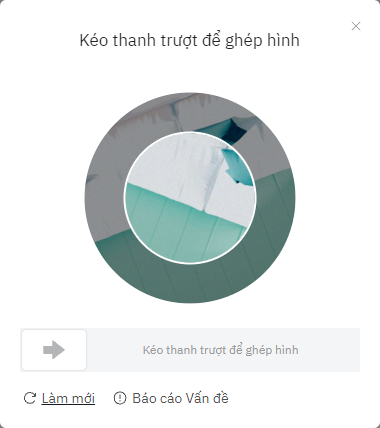 Kéo thanh trượt để ghép hình
Kéo thanh trượt để ghép hình
Làm mới
Báo cáo Vấn đề